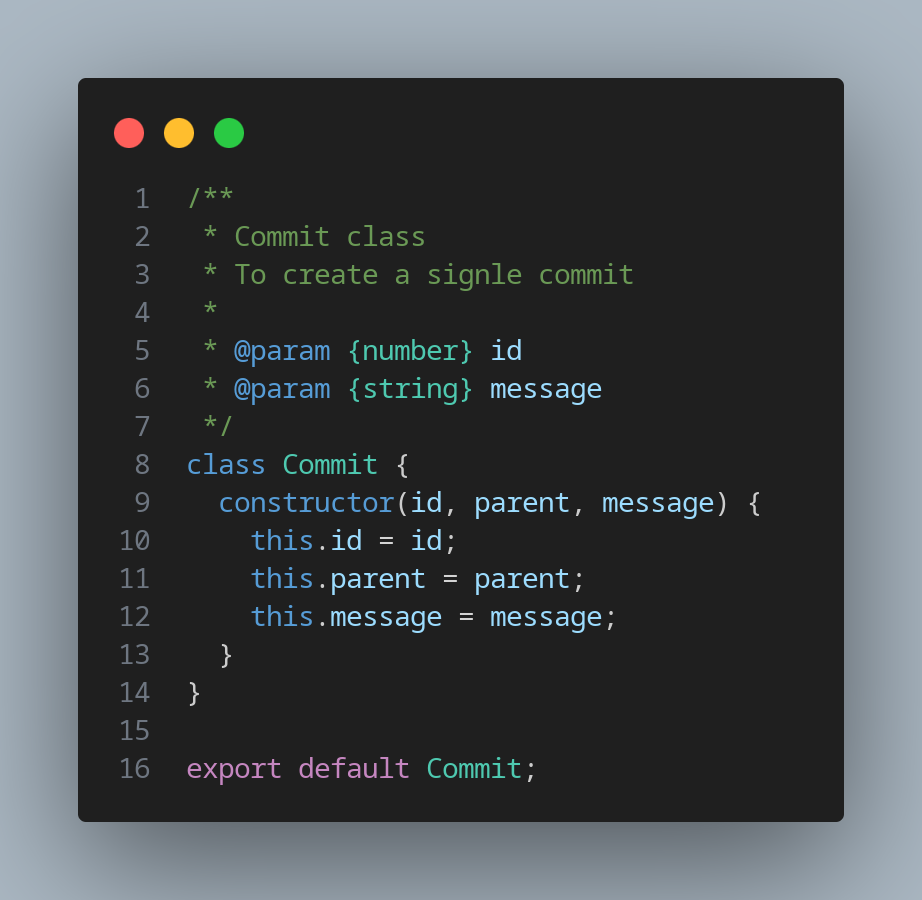 1 /**
2  * Commit class
3  * To create a signle commit
4  *
5  * @param {number} id
6  * @param {string} message
7  */
8 class Commit {
9   constructor(id, parent, message) {
10     this.id = id;
11     this.parent = parent;
12     this.message = message;
13   }
14 }
15
16 export default Commit;